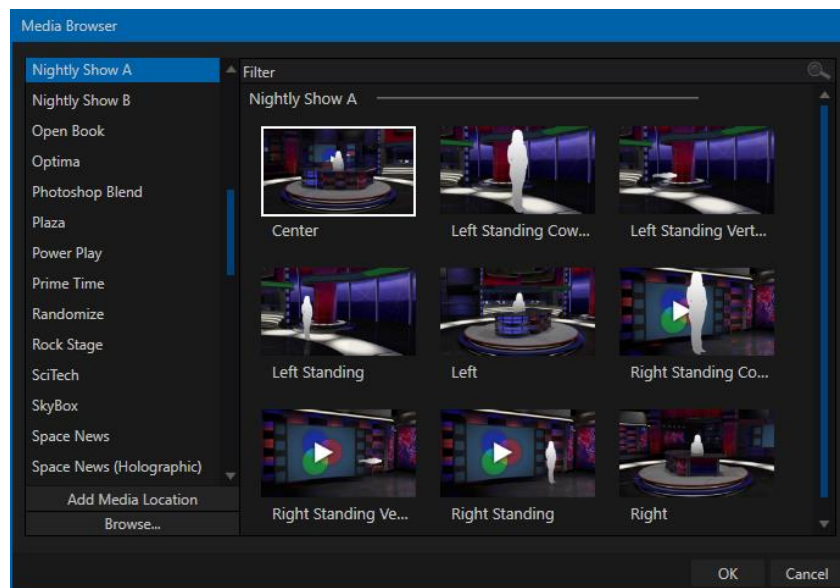 Media Browser
Nightly Show A
Nightly Show B
Open Book
Optima
Photoshop Blend
Plaza
Power Play
Prime Time
Randomize
Rock Stage
SciTech
SkyBox
Space News
Space News (Holographic)
Add Media Location
Browse...
Filter
Nightly Show A
Center
Left Standing Cow...
Left Standing Vert...
Left Standing
Left
Right Standing Co...
Right Standing Ve...
Right Standing
Right
OK
Cancel